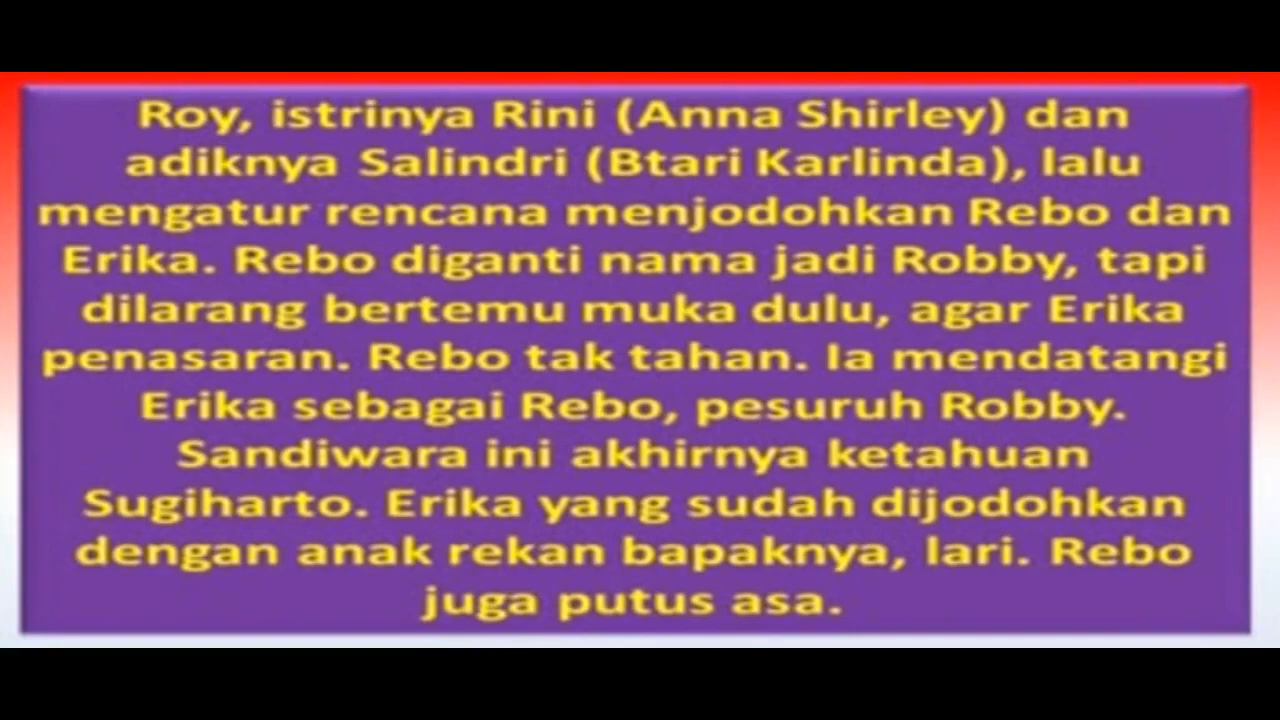 Roy, istrinya Rini (Anna Shirley) dan
adiknya Salindri (Btari Karlinda), lalu
mengatur rencana menjodohkan Rebo dan
Erika. Rebo diganti nama jadi Robby, tapi
dilarang bertemu muka dulu, agar Erika
penasaran. Rebo tak tahan. Ia mendatangi
Erika sebagai Rebo, pesuruh Robby.
Sandiwara ini akhirnya ketahuan
Sugiharto. Erika yang sudah dijodohkan
dengan anak rekan bapaknya, lari. Rebo
juga putus asa.